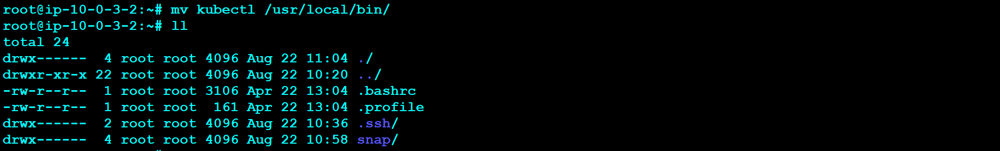 root@ip-10-0-3-2:~# mv kubectl /usr/local/bin/
root@ip-10-0-3-2:~# ll
total 24
drwx------  4 root root 4096 Aug 22 11:04 ./
drwxr-xr-x 22 root root 4096 Aug 22 10:20 ../
-rw-r--r--  1 root root 3106 Apr 22 13:04 .bashrc
-rw-r--r--  1 root root  161 Apr 22 13:04 .profile
drwx------  2 root root 4096 Aug 22 10:36 .ssh/
drwx------  4 root root 4096 Aug 22 10:58 snap/